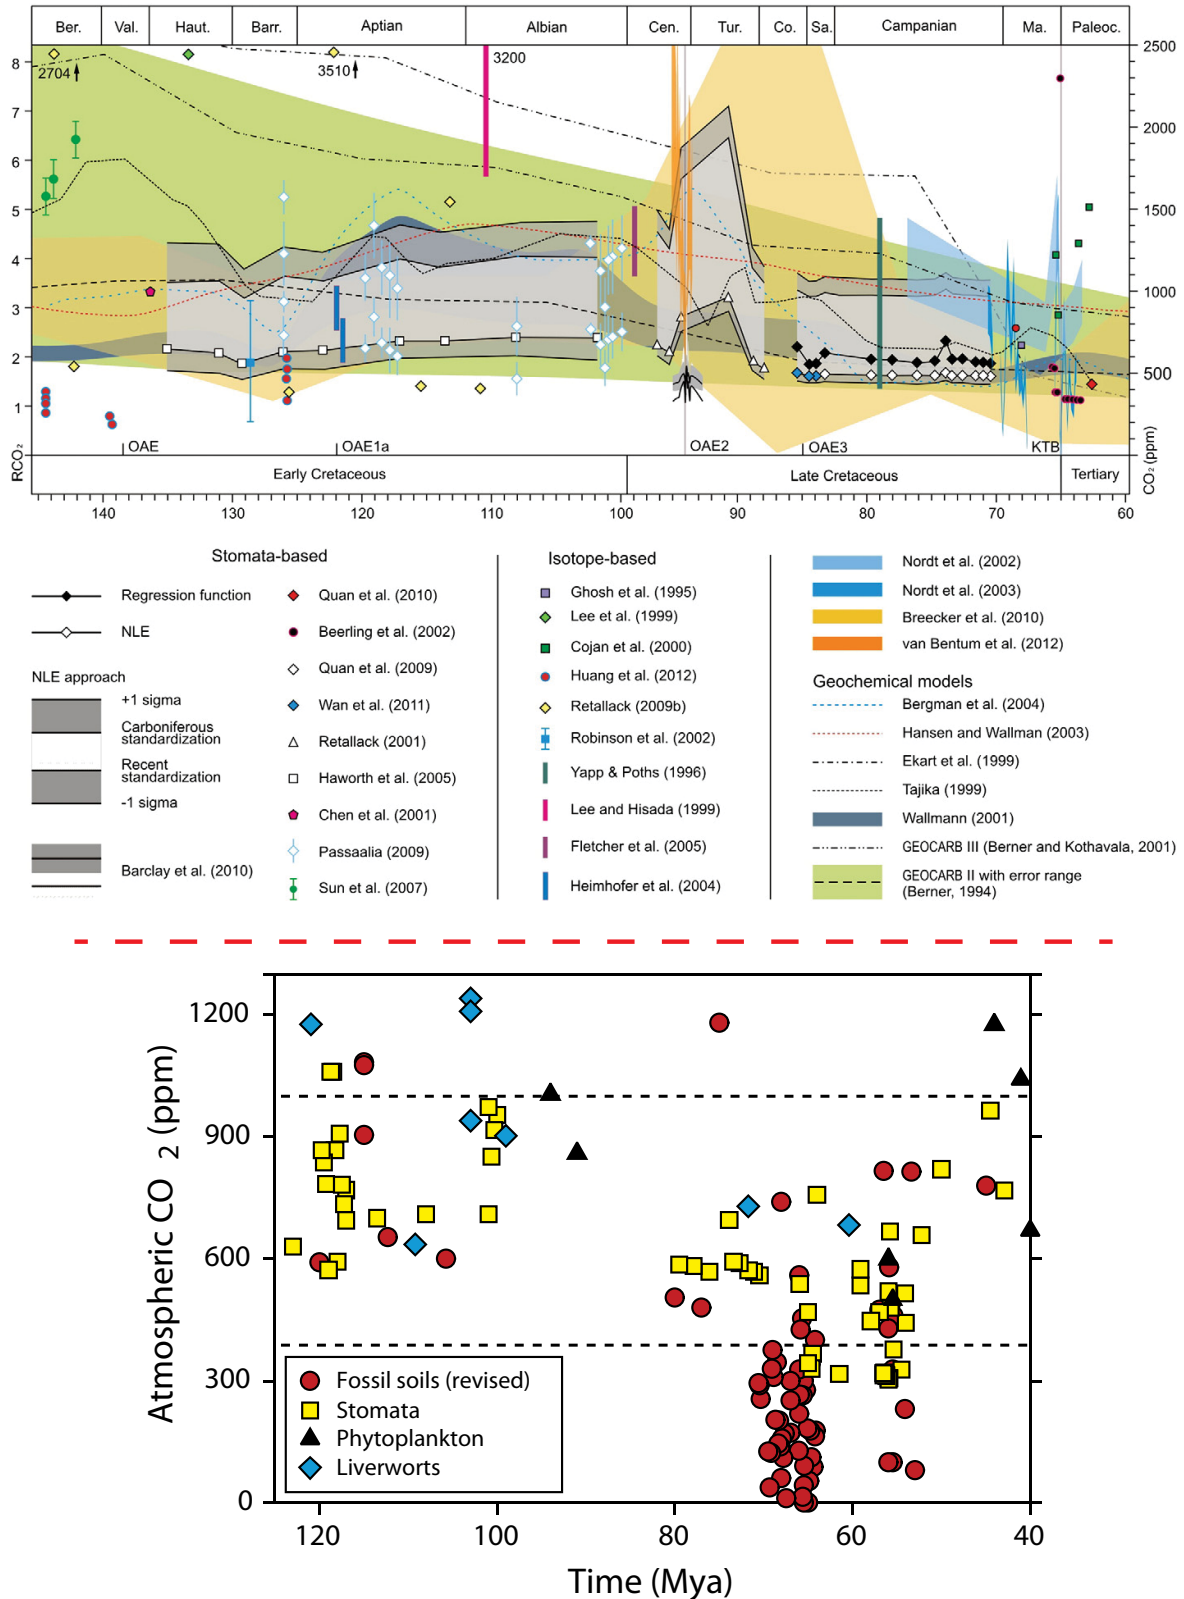 Ber. Val. Haut. Barr. Aptian Albian Cen. Tur. Co. Sa. Campanian Ma. Paleoc.
8 7 6 5 4 3 2 1
RCO₂
2500 2000 1500 1000 500
CO₂ (ppm)
2704
3510
3200
OAE OAE1a OAE2 OAE3 KTB
Early Cretaceous Late Cretaceous Tertiary
140 130 120 110 100 90 80 70 60
Stomata-based
Regression function
NLE
NLE approach
+1 sigma
Carboniferous
standardization
Recent
standardization
-1 sigma
Barclay et al. (2010)
Quan et al. (2010)
Beerling et al. (2002)
Quan et al. (2009)
Wan et al. (2011)
Retallack (2001)
Haworth et al. (2005)
Chen et al. (2001)
Passaalia (2009)
Sun et al. (2007)
Isotope-based
Ghosh et al. (1995)
Lee et al. (1999)
Cojan et al. (2000)
Huang et al. (2012)
Retallack (2009b)
Robinson et al. (2002)
Yapp & Poths (1996)
Lee and Hisada (1999)
Fletcher et al. (2005)
Heimhofer et al. (2004)
Nordt et al. (2002)
Nordt et al. (2003)
Breecker et al. (2010)
van Bentum et al. (2012)
Geochemical models
Bergman et al. (2004)
Hansen and Wallman (2003)
Ekart et al. (1999)
Tajika (1999)
Wallmann (2001)
GEOCARB III (Berner and Kothavala, 2001)
GEOCARB II with error range
(Berner, 1994)
Atmospheric CO 2 (ppm)
1200
900
600
300
0
Fossil soils (revised)
Stomata
Phytoplankton
Liverworts
120 100 80 60 40
Time (Mya)